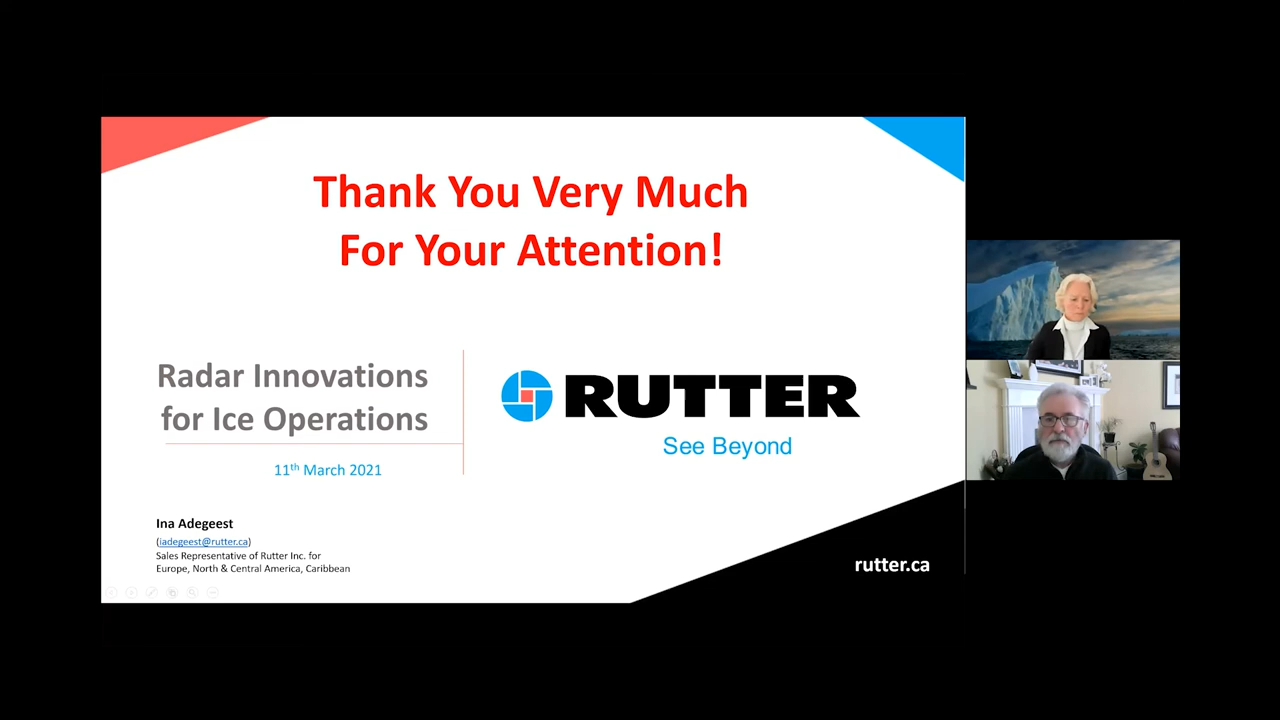 Thank You Very Much
For Your Attention!
Radar Innovations
for Ice Operations
11th March 2021
RUTTER
See Beyond
Ina Adegeest
(iadegeest@rutter.ca)
Sales Representative of Rutter Inc. for
Europe, North & Central America, Caribbean
rutter.ca